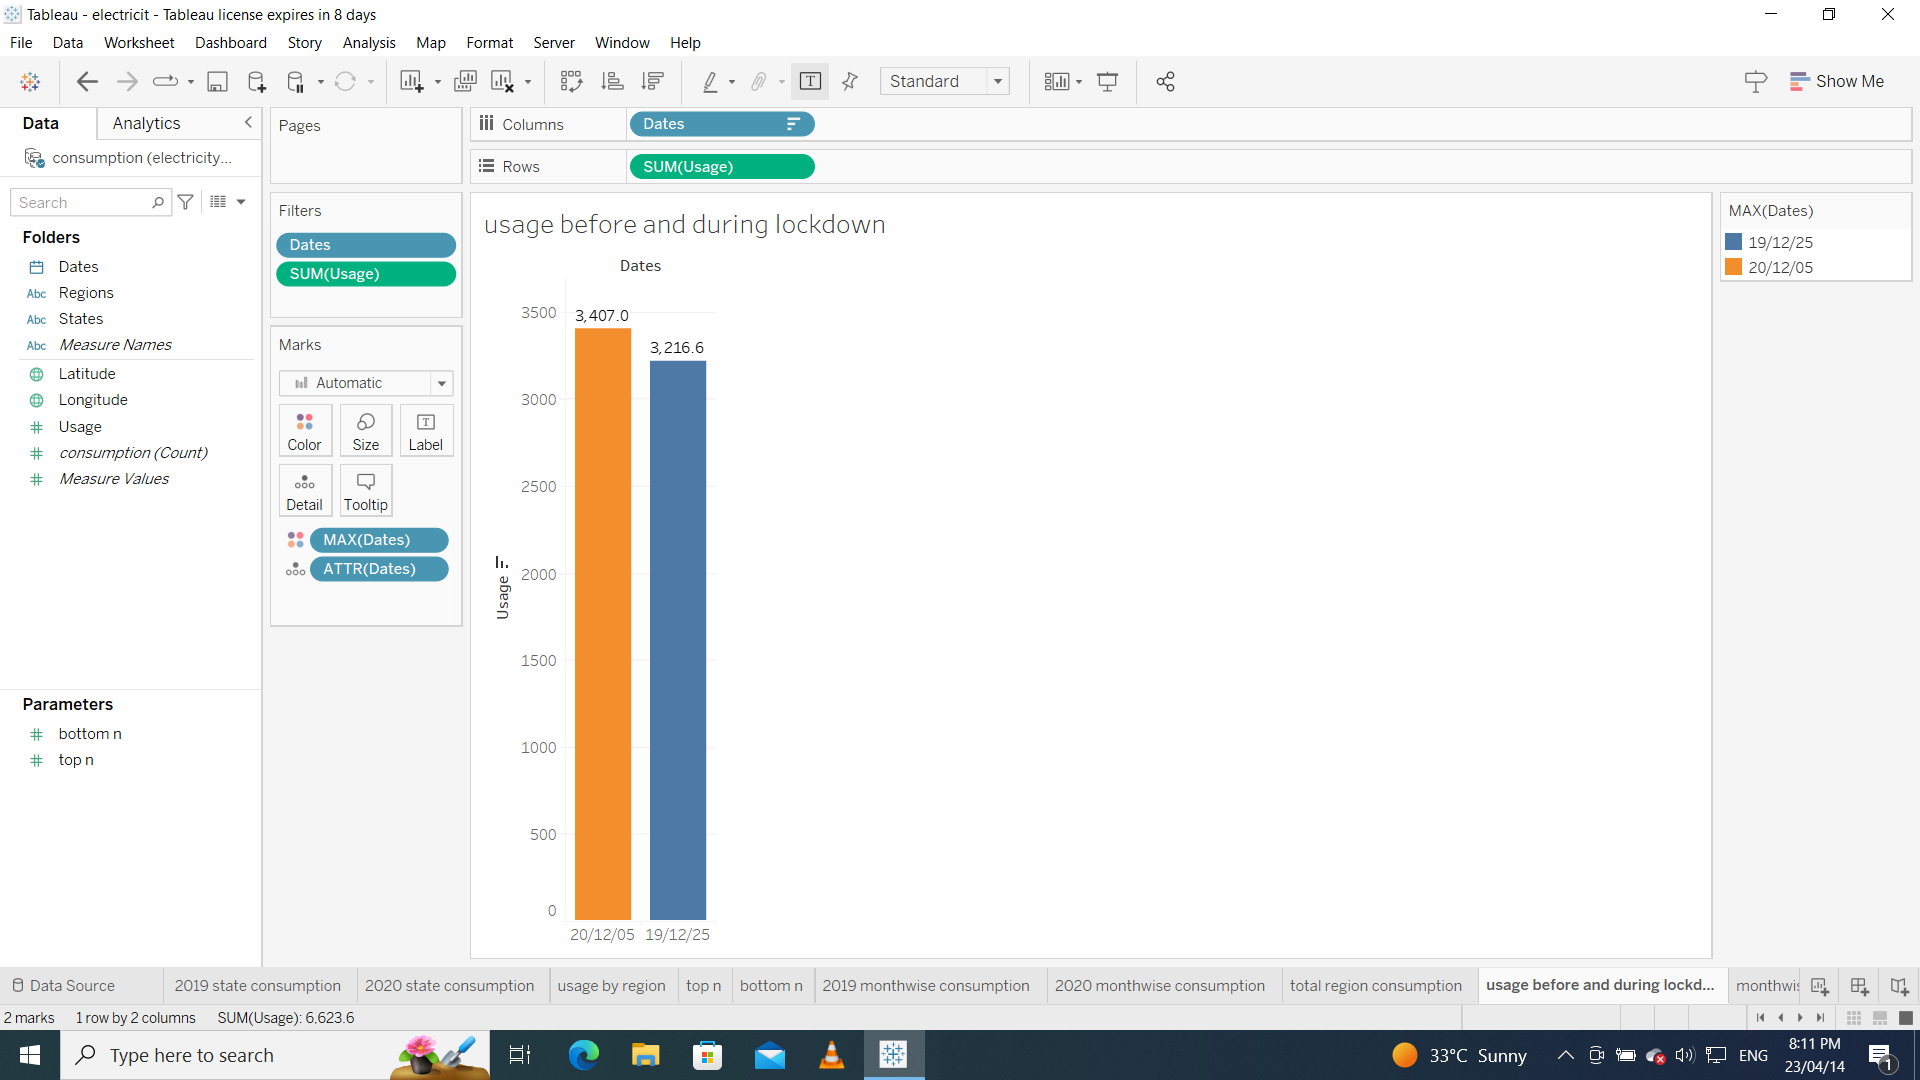 Tableau - electricit - Tableau license expires in 8 days
File Data Worksheet Dashboard Story Analysis Map Format Server Window Help
Standard
Show Me
Data Analytics
consumption (electricity...
Search
Folders
Dates
Abc Regions
Abc States
Abc Measure Names
Latitude
Longitude
Usage
consumption (Count)
Measure Values
Parameters
bottom n
top n
Pages
Filters
Dates
SUM(Usage)
Marks
Automatic
Color Size Label
Detail Tooltip
MAX(Dates)
ATTR(Dates)
Columns Dates
Rows SUM(Usage)
usage before and during lockdown
Dates
3,407.0
3,216.6
3500
3000
2500
2000
1500
1000
500
0
Usage
20/12/05 19/12/25
MAX(Dates)
19/12/25
20/12/05
Data Source 2019 state consumption 2020 state consumption usage by region top n bottom n 2019 monthwise consumption 2020 monthwise consumption total region consumption usage before and during lockd... monthwis
2 marks 1 row by 2 columns SUM(Usage): 6,623.6
Type here to search
33°C Sunny
ENG
8:11 PM
23/04/14
1